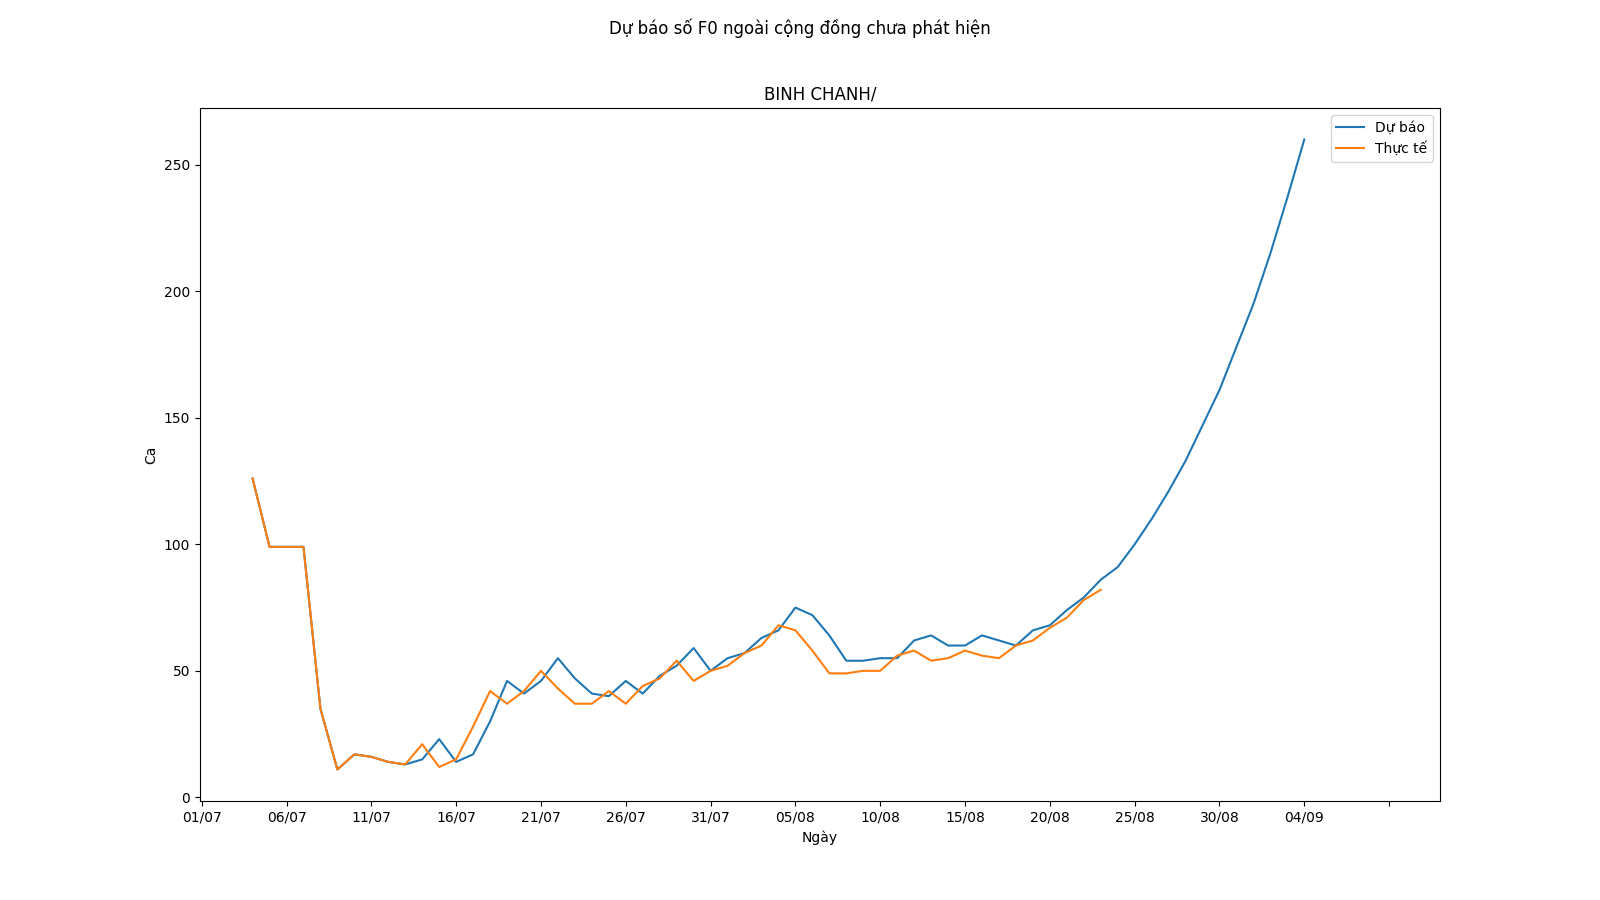 Dự báo số F0 ngoài cộng đồng chưa phát hiện
BINH CHANH/
Dự báo
Thực tế
250
200
150
100
50
0
Ca
01/07 06/07 11/07 16/07 21/07 26/07 31/07 05/08 10/08 15/08 20/08 25/08 30/08 04/09
Ngày